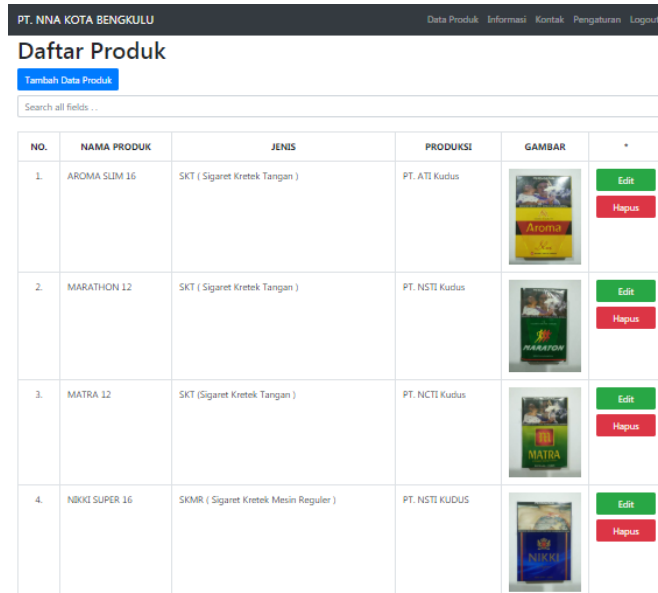 PT. NNA KOTA BENGKULU Data Produk Informasi Kontak Pengaturan Logout
Daftar Produk
Tambah Data Produk
Search all fields . .
NO. NAMA PRODUK JENIS PRODUKSI GAMBAR *
1. AROMA SLIM 16 SKT ( Sigaret Kretek Tangan ) PT. ATI Kudus
Aroma
Slim
Edit
Hapus
2. MARATHON 12 SKT ( Sigaret Kretek Tangan ) PT. NSTI Kudus
MARATON
Edit
Hapus
3. MATRA 12 SKT (Sigaret Kretek Tangan ) PT. NCTI Kudus
m
MATRA
Edit
Hapus
4. NIKKI SUPER 16 SKMR ( Sigaret Kretek Mesin Reguler ) PT. NSTI KUDUS
NIKKI
Edit
Hapus